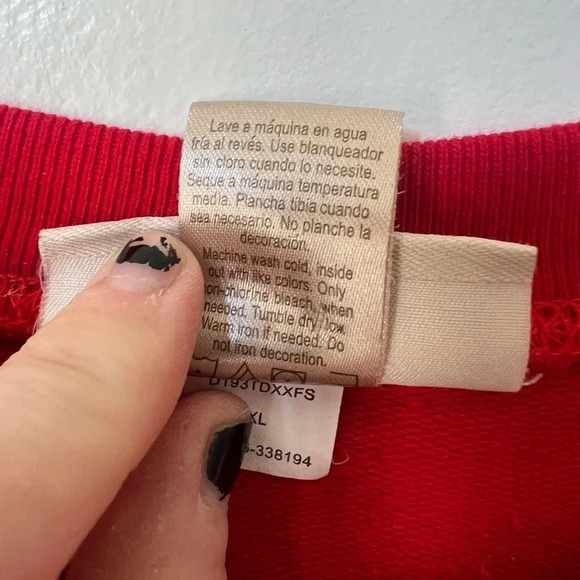 Lave a máquina en agua
fría al revés. Use blanqueador
sin cloro cuando lo necesite.
Seque a máquina temperatura
media. Plancha tibia cuando
sea necesario. No planche la
decoración.
Machine wash cold, inside
out with like colors. Only
non-chlorine bleach, when
needed. Tumble dry low.
Warm iron if needed. Do
not iron decoration.
D193TDXXFS
XL
-338194